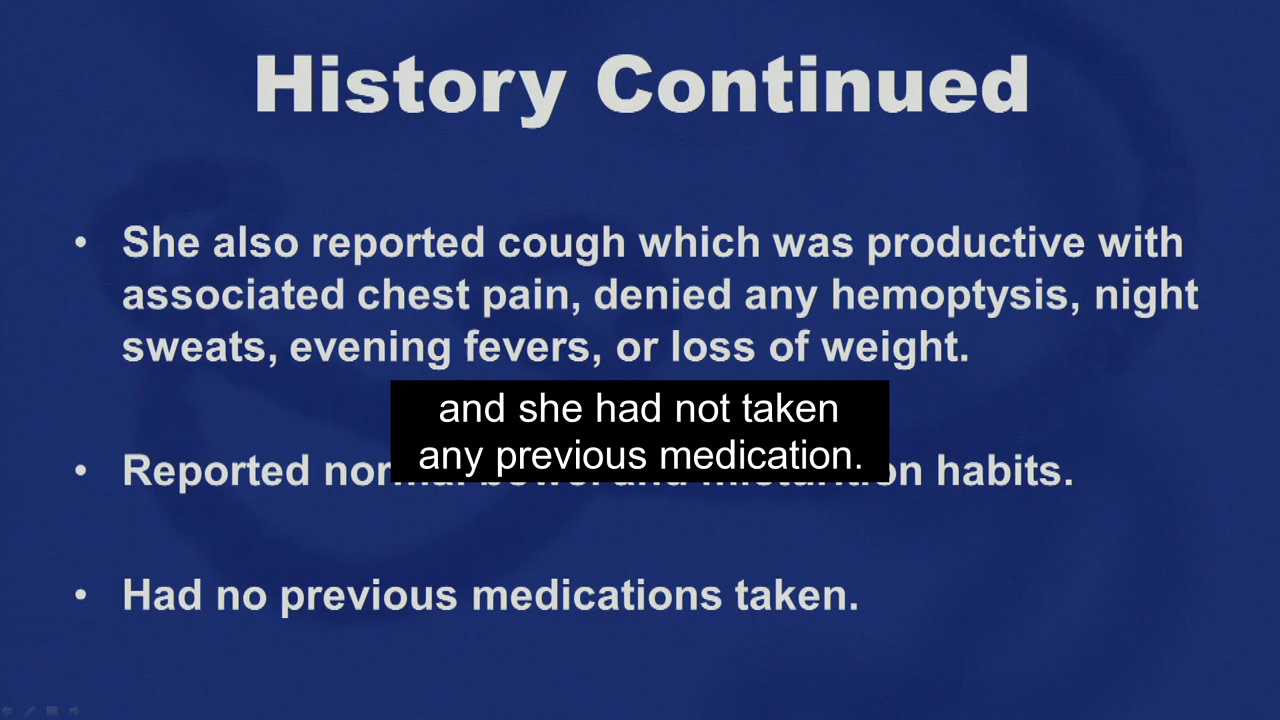 History Continued
• She also reported cough which was productive with
associated chest pain, denied any hemoptysis, night
sweats, evening fevers, or loss of weight.
and she had not taken
any previous medication.
• Reported habits.
• Had no previous medications taken.